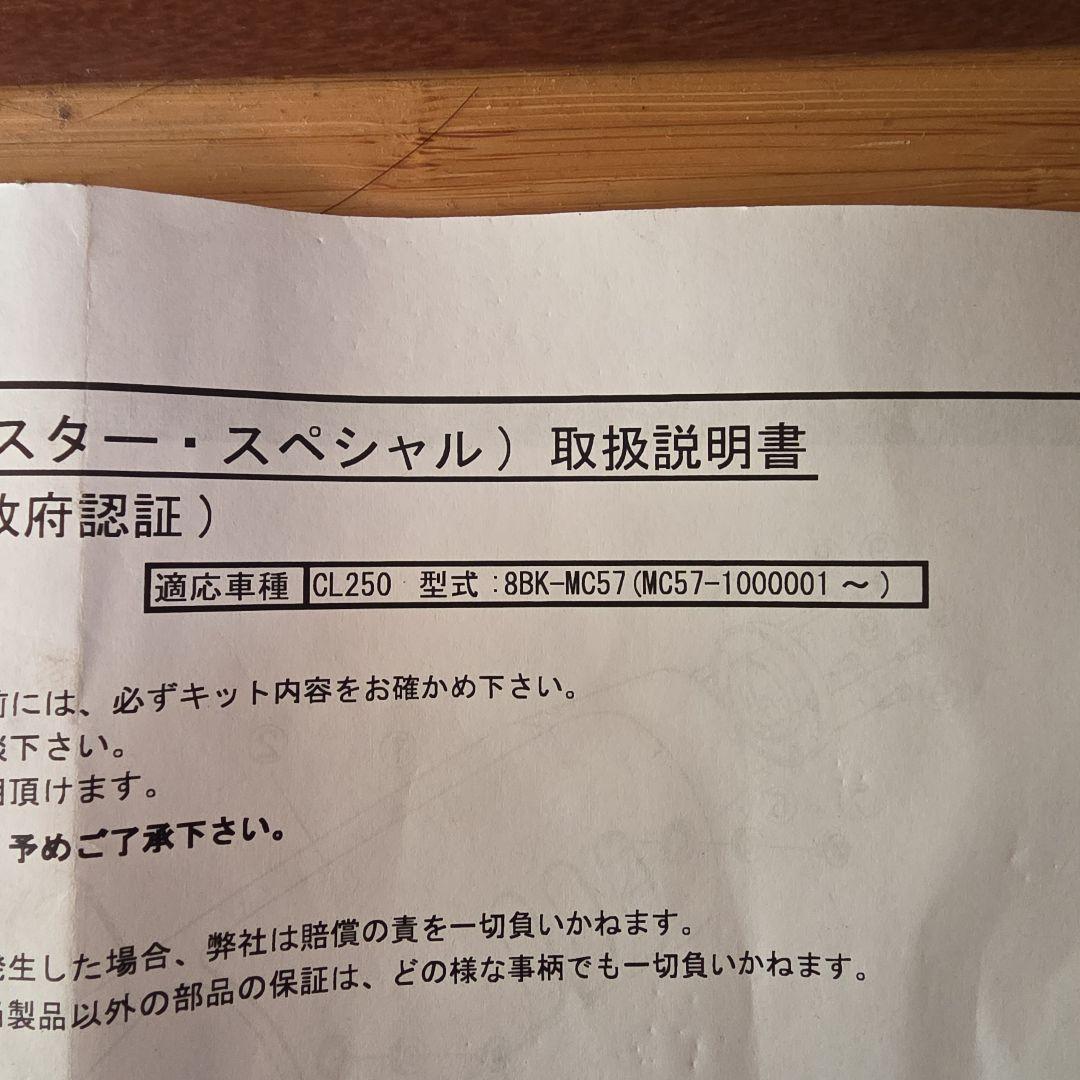 スター・スペシャル）取扱説明書
政府認証）
適応車種 CL250 型式：8BK-MC57(MC57-1000001～)
前には、必ずキット内容をお確かめ下さい。
下さい。
頂けます。
予めご了承下さい。
発生した場合、弊社は賠償の責を一切負いかねます。
製品以外の部品の保証は、どの様な事柄でも一切負いかねます。